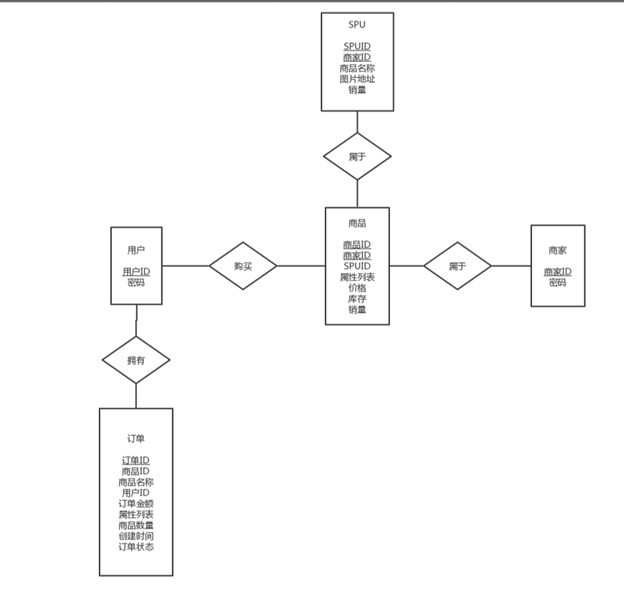 SPU
SPUID
商家ID
商品名称
图片地址
销量
属于
商品
商品ID
商家ID
SPUID
属性列表
价格
库存
销量
用户
用户ID
密码
购买
属于
商家
商家ID
密码
拥有
订单
订单ID
商品ID
商品名称
用户ID
订单金额
属性列表
商品数量
创建时间
订单状态